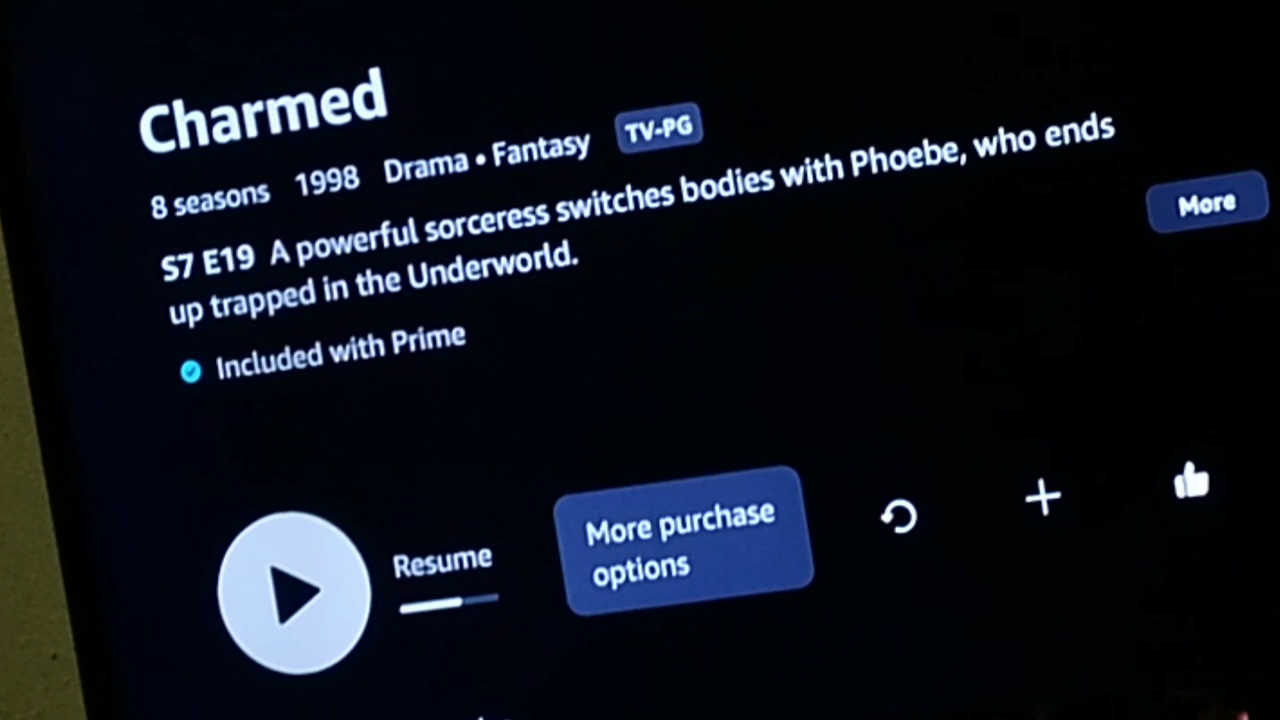 Charmed
8 seasons 1998 Drama • Fantasy TV-PG
S7 E19 A powerful sorceress switches bodies with Phoebe, who ends
up trapped in the Underworld.
More
Included with Prime
Resume
More purchase
options